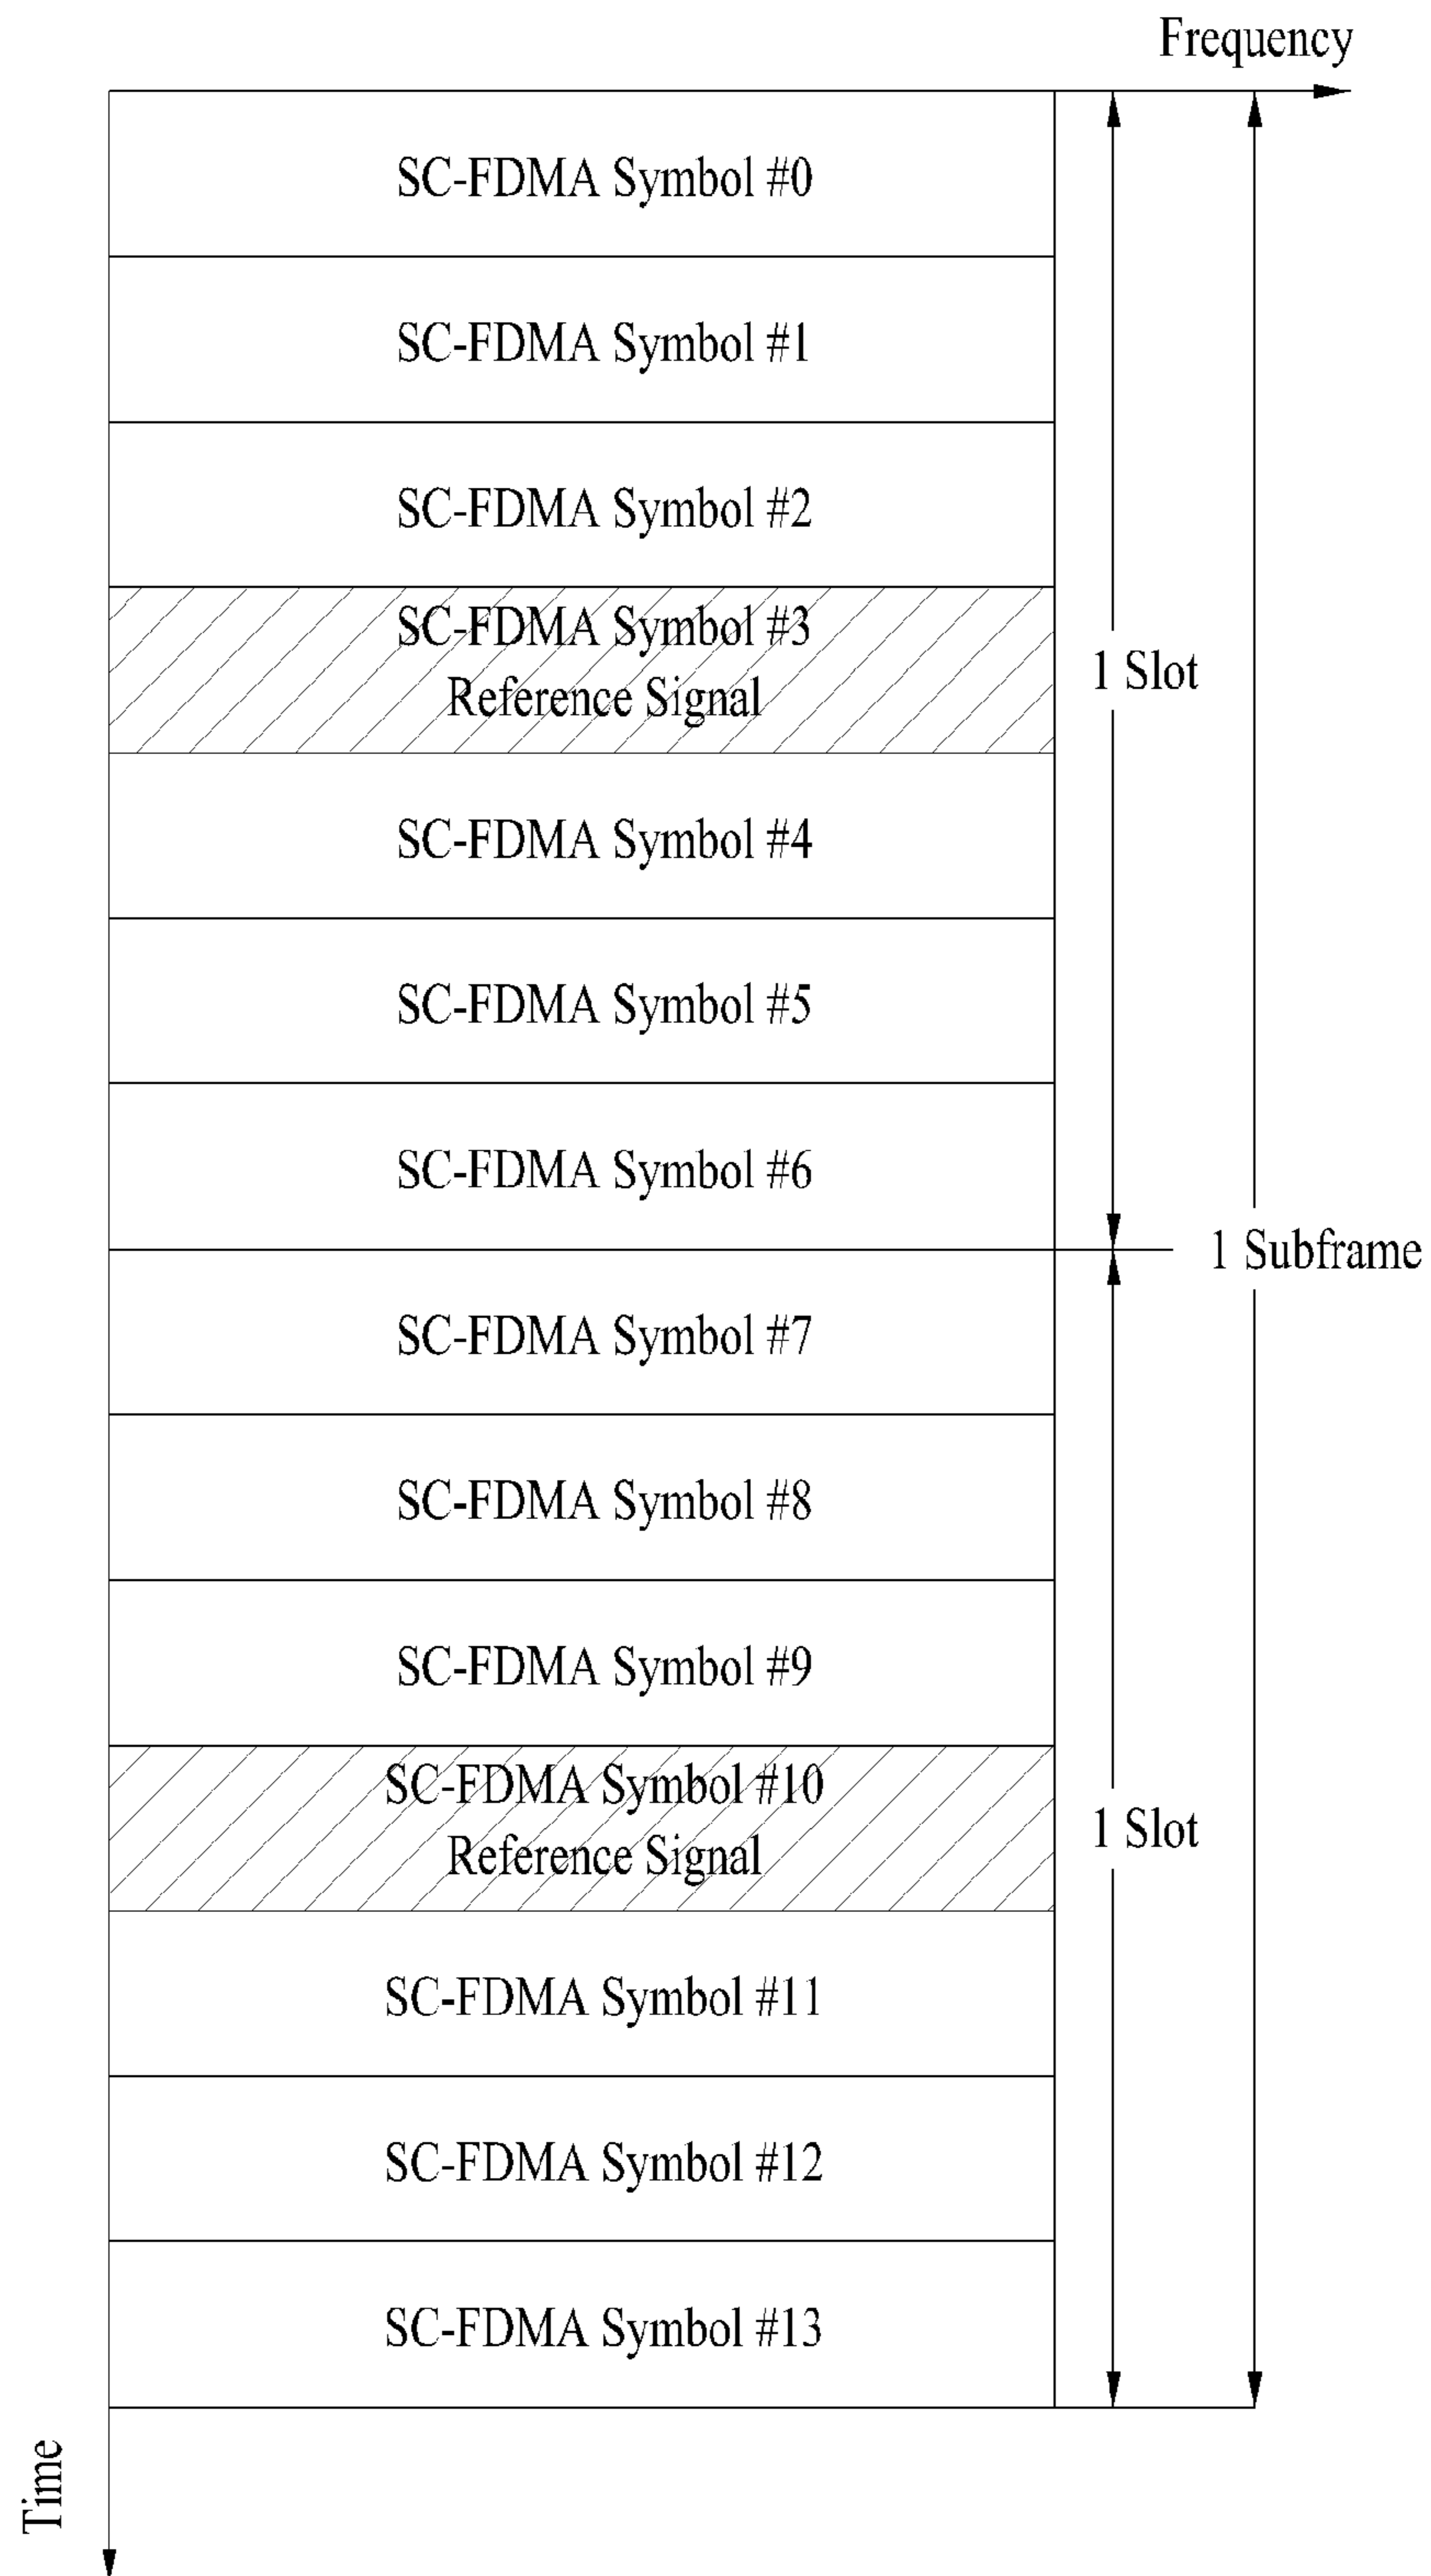 Frequency
SC-FDMA Symbol #0
SC-FDMA Symbol #1
SC-FDMA Symbol #2
SC-FDMA Symbol #3
Reference Signal
1 Slot
SC-FDMA Symbol #4
SC-FDMA Symbol #5
SC-FDMA Symbol #6
1 Subframe
SC-FDMA Symbol #7
SC-FDMA Symbol #8
SC-FDMA Symbol #9
SC-FDMA Symbol #10
Reference Signal
1 Slot
SC-FDMA Symbol #11
SC-FDMA Symbol #12
SC-FDMA Symbol #13
Time